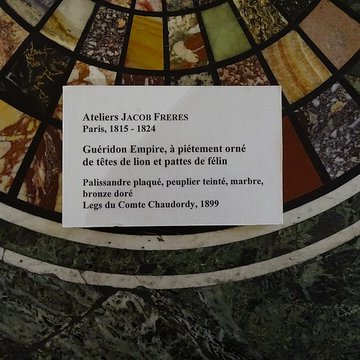 Ateliers JACOB FRERES
Paris, 1815 - 1824
Guéridon Empire, à piétement orné
de têtes de lion et pattes de félin
Palissandre plaqué, peuplier teinté, marbre,
bronze doré
Legs du Comte Chaudordy, 1899